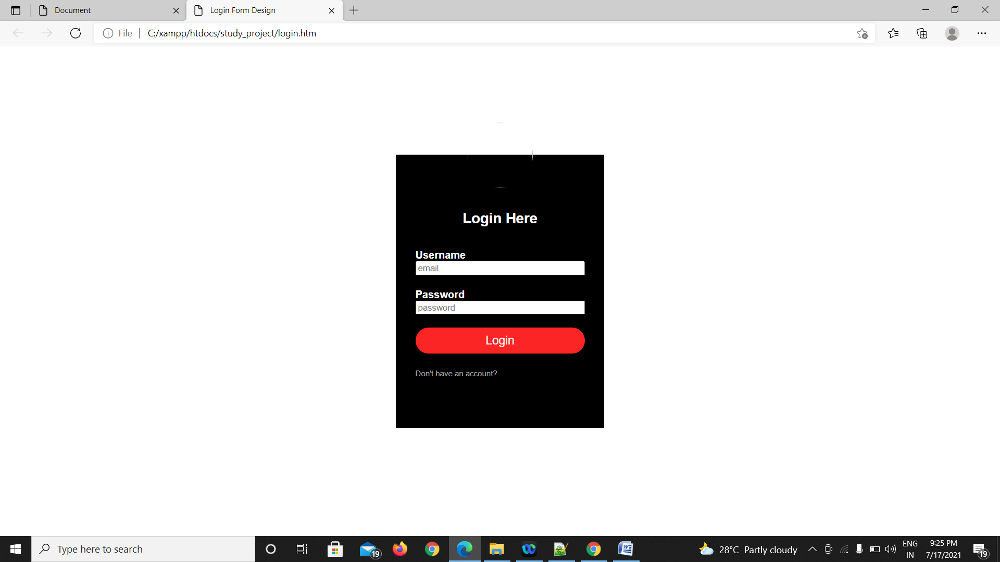 Document
Login Form Design
File
C:/xampp/htdocs/study_project/login.htm
Login Here
Username
email
Password
password
Login
Don't have an account?
Type here to search
19
28°C Partly cloudy
ENG
IN
9:25 PM
7/17/2021
19